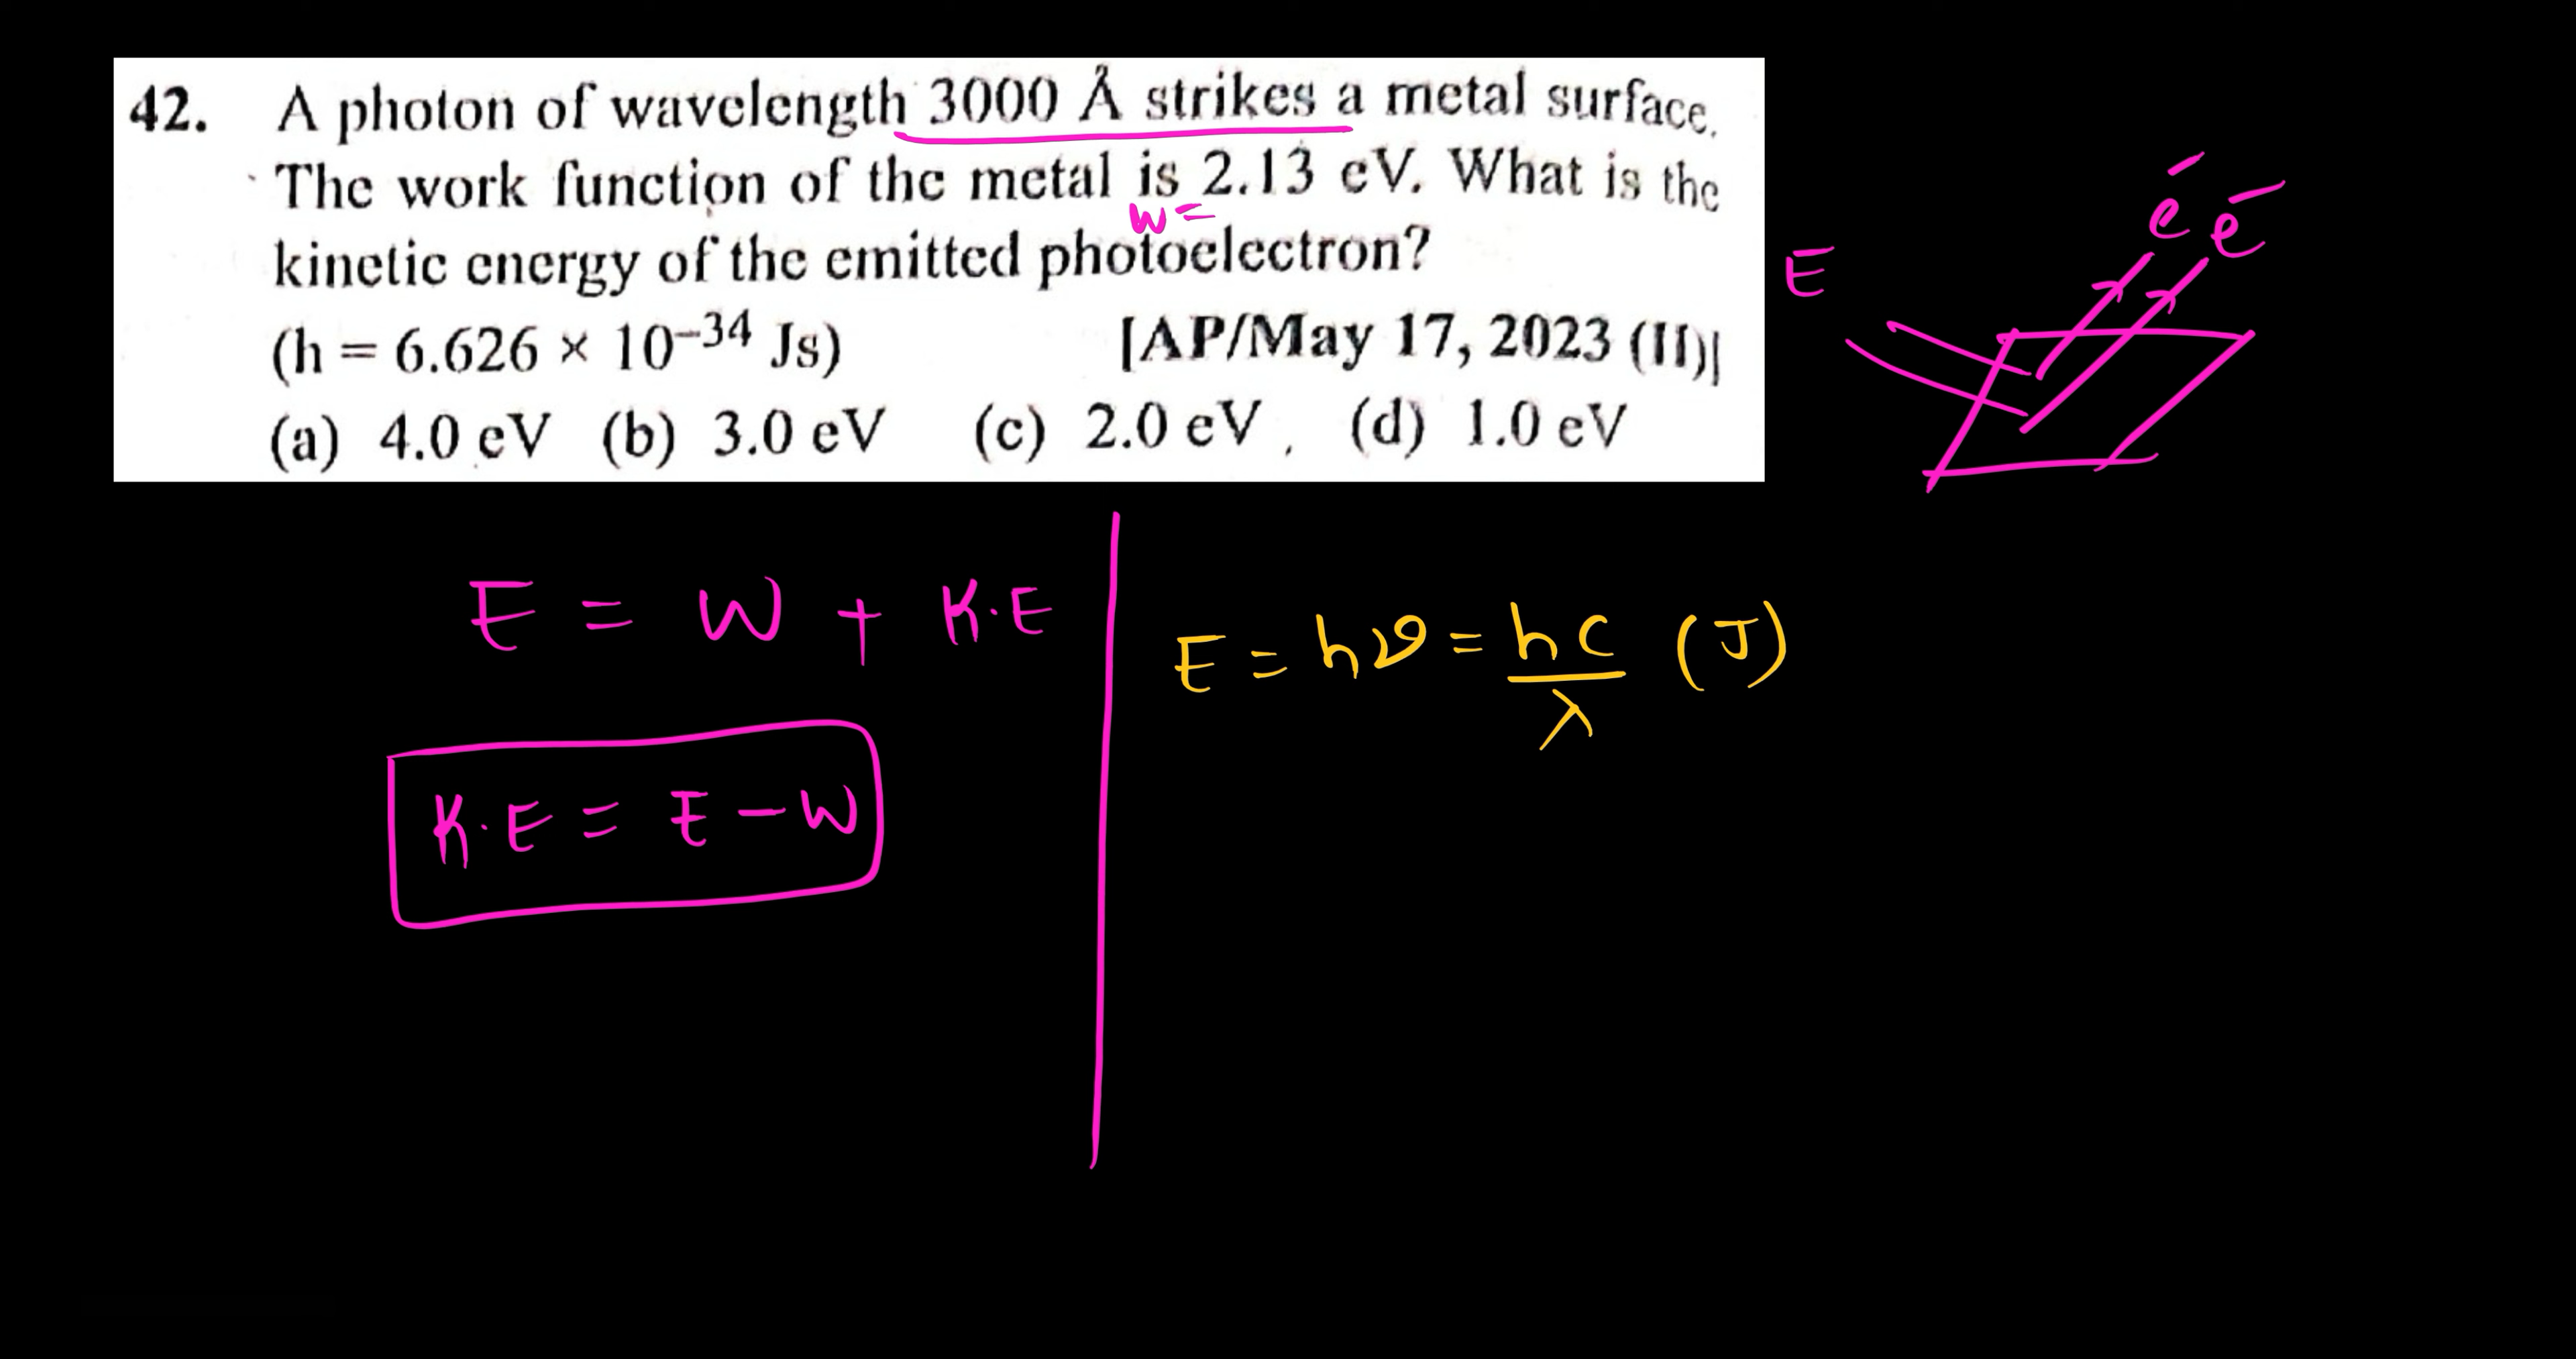 42. A photon of wavelength 3000 Å strikes a metal surface.
The work function of the metal is 2.13 eV. What is the
W =
kinetic energy of the emitted photoelectron?
(h = 6.626 × 10⁻³⁴ Js) [AP/May 17, 2023 (II)]
(a) 4.0 eV (b) 3.0 eV (c) 2.0 eV (d) 1.0 eV
E
e⁻ e⁻
E = W + K.E
K.E = E − W
E = hν = hc/λ (J)